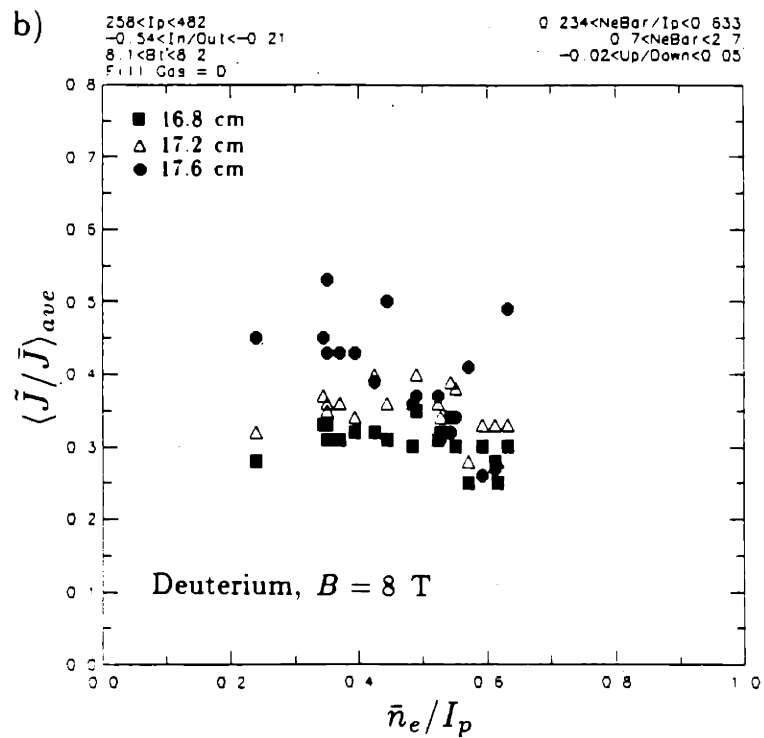 b)
258<Ip<482
-0.54<In/Out<-0 21
8.1<Bt<8 2
Fill Gas = D
0 234<NeBar/Ip<0 633
0 7<NeBar<2 7
-0.02<Up/Down<0 05
0 8
0 7
0 6
0 5
0 4
0 3
0 2
0 1
0 0
■ 16.8 cm
△ 17.2 cm
● 17.6 cm
⟨J̃/J̄⟩ave
Deuterium, B = 8 T
0 0 0 2 0 4 0 6 0 8 1 0
n̄e/Ip